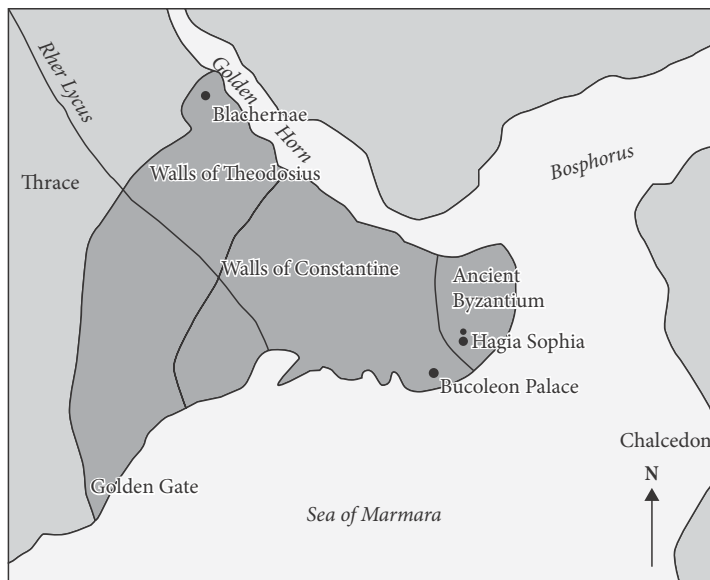 Rher Lycus
Golden
Horn
Blachernae
Bosphorus
Thrace
Walls of Theodosius
Walls of Constantine
Ancient
Byzantium
Hagia Sophia
Bucoleon Palace
Chalcedon
N
Golden Gate
Sea of Marmara